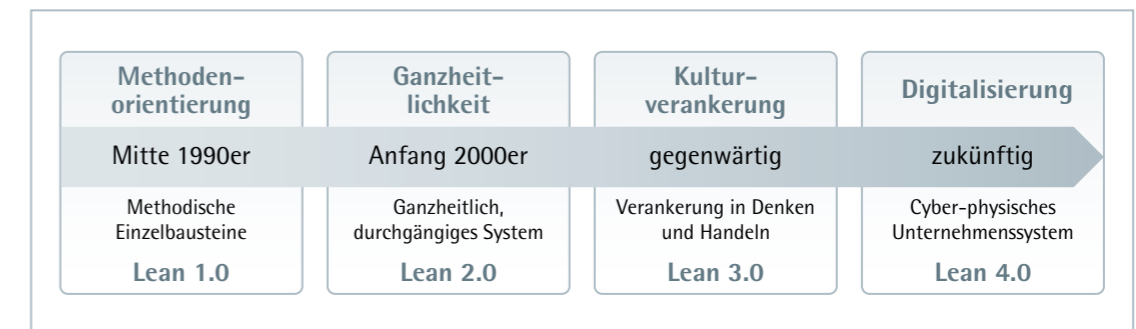 Methoden-
orientierung
Mitte 1990er
Methodische
Einzelbausteine
Lean 1.0
Ganzheit-
lichkeit
Anfang 2000er
Ganzheitlich,
durchgängiges System
Lean 2.0
Kultur-
verankerung
gegenwärtig
Verankerung in Denken
und Handeln
Lean 3.0
Digitalisierung
zukünftig
Cyber-physisches
Unternehmenssystem
Lean 4.0